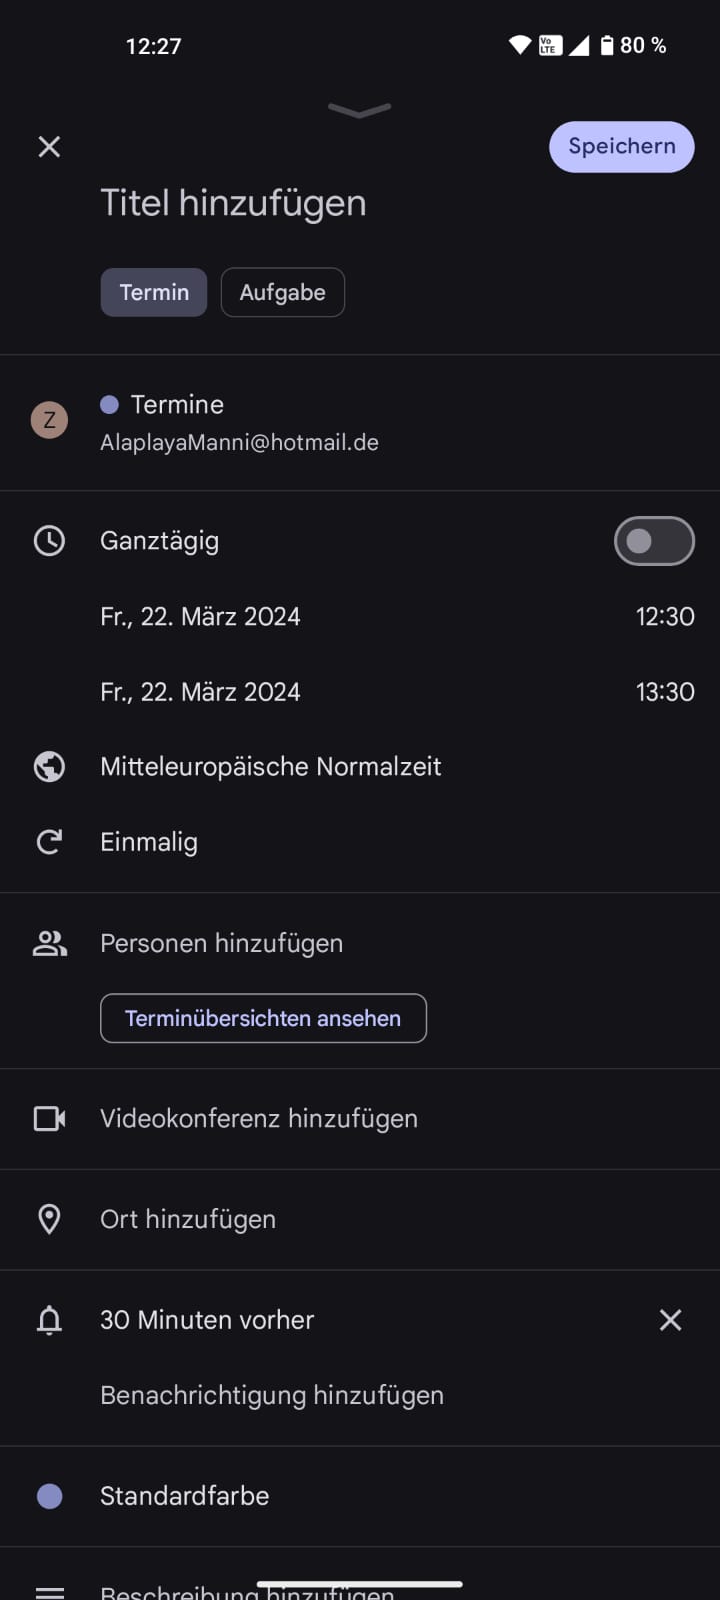 12:27
Vo LTE
80 %
Speichern
Titel hinzufügen
Termin
Aufgabe
Z
Termine
AlaplayaManni@hotmail.de
Ganztägig
Fr., 22. März 2024 12:30
Fr., 22. März 2024 13:30
Mitteleuropäische Normalzeit
Einmalig
Personen hinzufügen
Terminübersichten ansehen
Videokonferenz hinzufügen
Ort hinzufügen
30 Minuten vorher
Benachrichtigung hinzufügen
Standardfarbe
Beschreibung hinzufügen